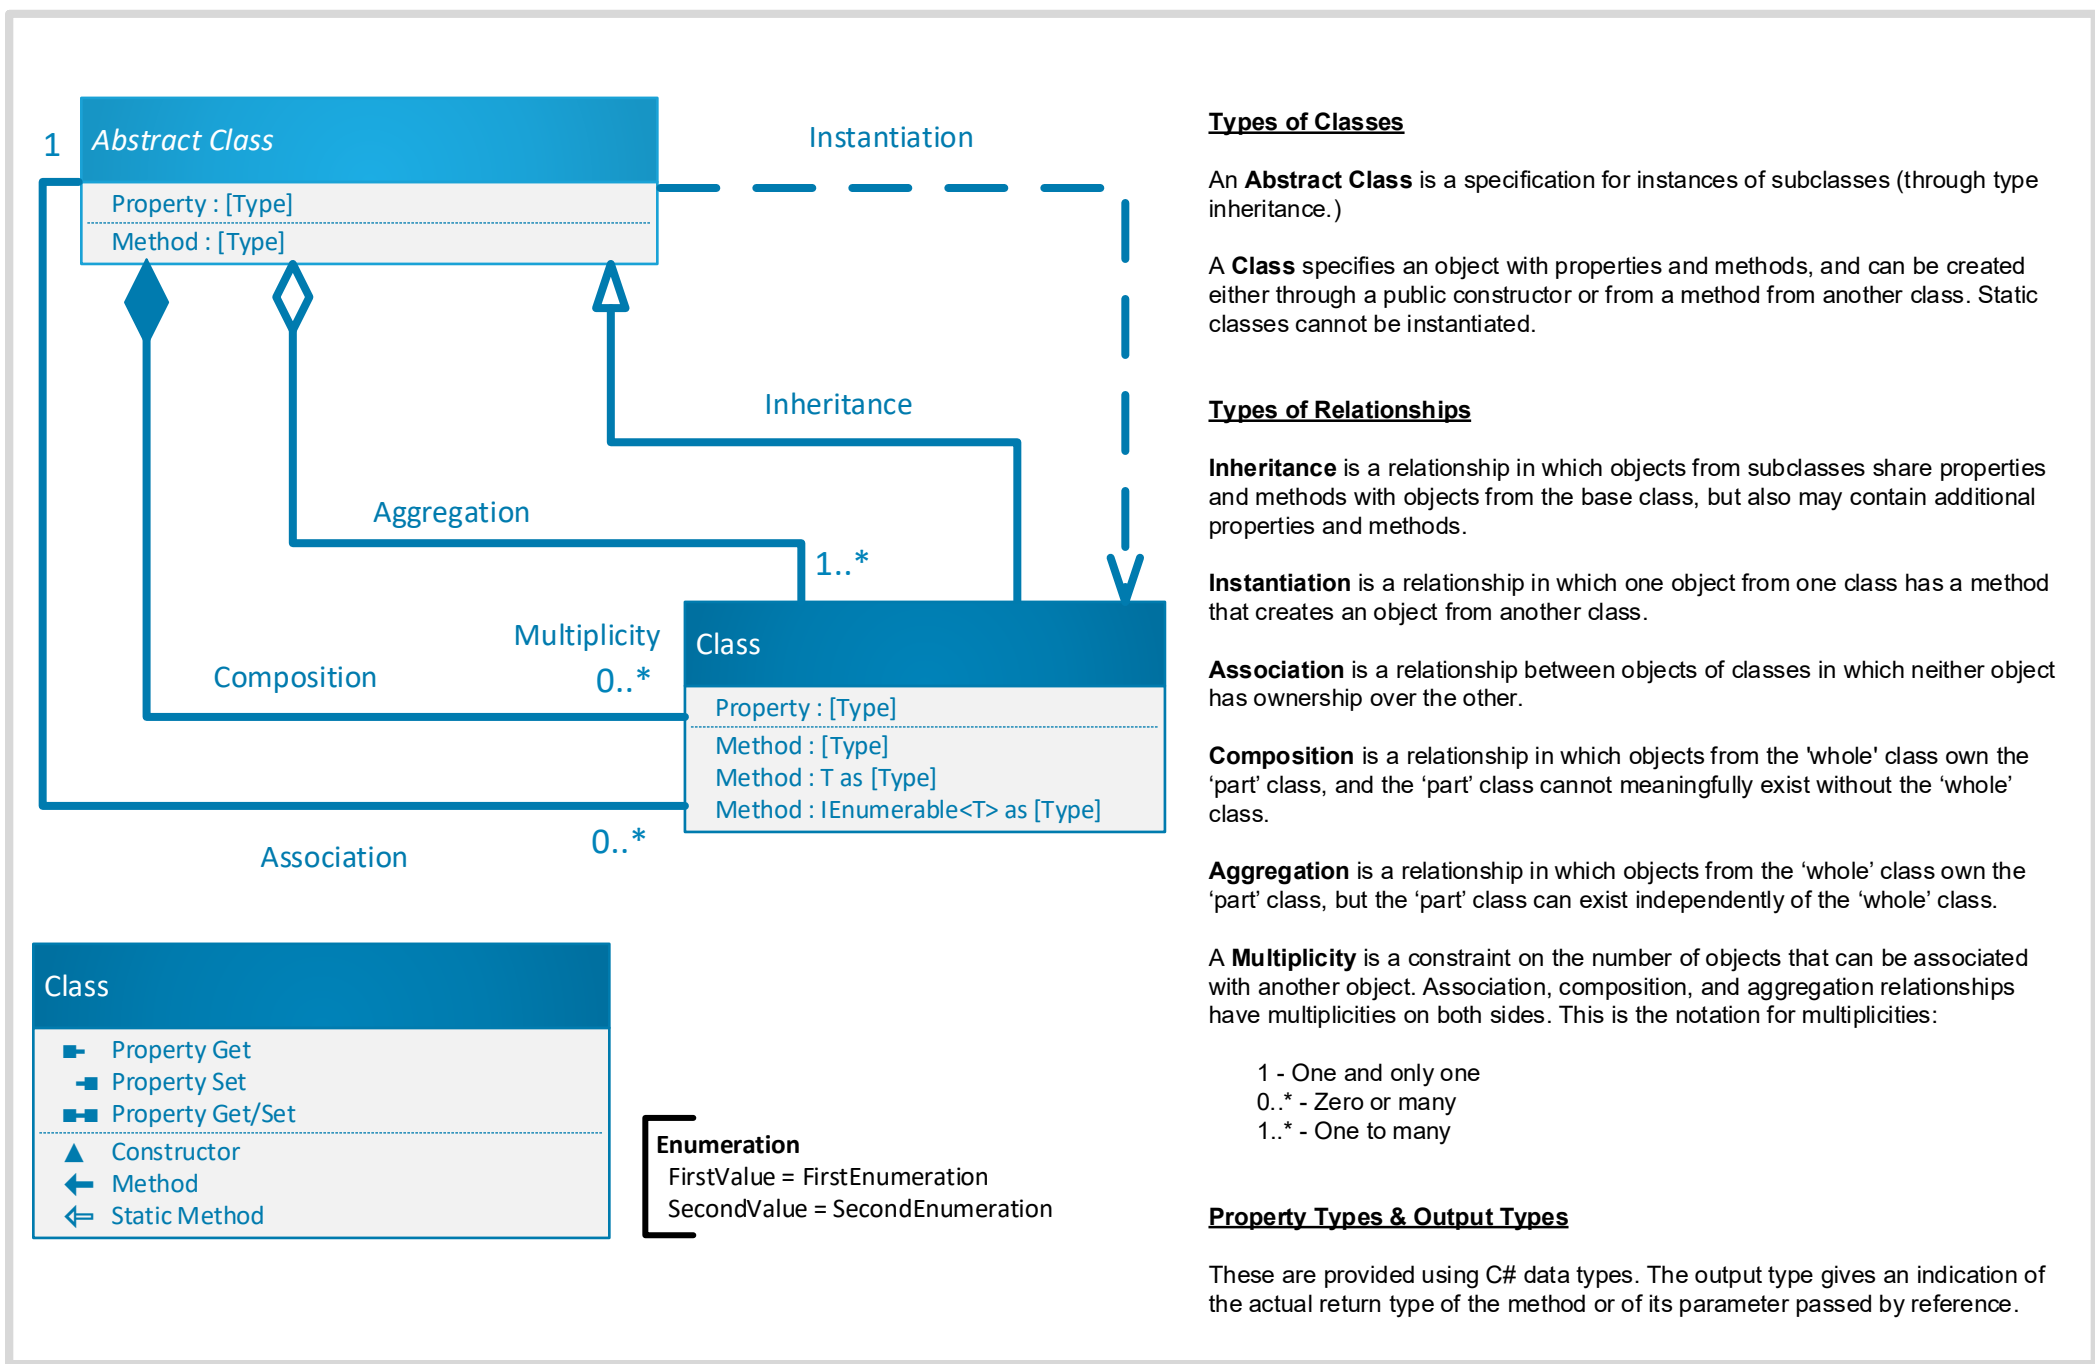 1
Abstract Class
Property : [Type]
Method : [Type]
Instantiation
Inheritance
Aggregation
1..*
Multiplicity
0..*
Composition
Class
Property : [Type]
Method : [Type]
Method : T as [Type]
Method : IEnumerable<T> as [Type]
0..*
Association
Class
Property Get
Property Set
Property Get/Set
Constructor
Method
Static Method
Enumeration
FirstValue = FirstEnumeration
SecondValue = SecondEnumeration
Types of Classes
An Abstract Class is a specification for instances of subclasses (through type
inheritance.)
A Class specifies an object with properties and methods, and can be created
either through a public constructor or from a method from another class. Static
classes cannot be instantiated.
Types of Relationships
Inheritance is a relationship in which objects from subclasses share properties
and methods with objects from the base class, but also may contain additional
properties and methods.
Instantiation is a relationship in which one object from one class has a method
that creates an object from another class.
Association is a relationship between objects of classes in which neither object
has ownership over the other.
Composition is a relationship in which objects from the 'whole' class own the
‘part’ class, and the ‘part’ class cannot meaningfully exist without the ‘whole’
class.
Aggregation is a relationship in which objects from the ‘whole’ class own the
‘part’ class, but the ‘part’ class can exist independently of the ‘whole’ class.
A Multiplicity is a constraint on the number of objects that can be associated
with another object. Association, composition, and aggregation relationships
have multiplicities on both sides. This is the notation for multiplicities:
1 - One and only one
0..* - Zero or many
1..* - One to many
Property Types & Output Types
These are provided using C# data types. The output type gives an indication of
the actual return type of the method or of its parameter passed by reference.